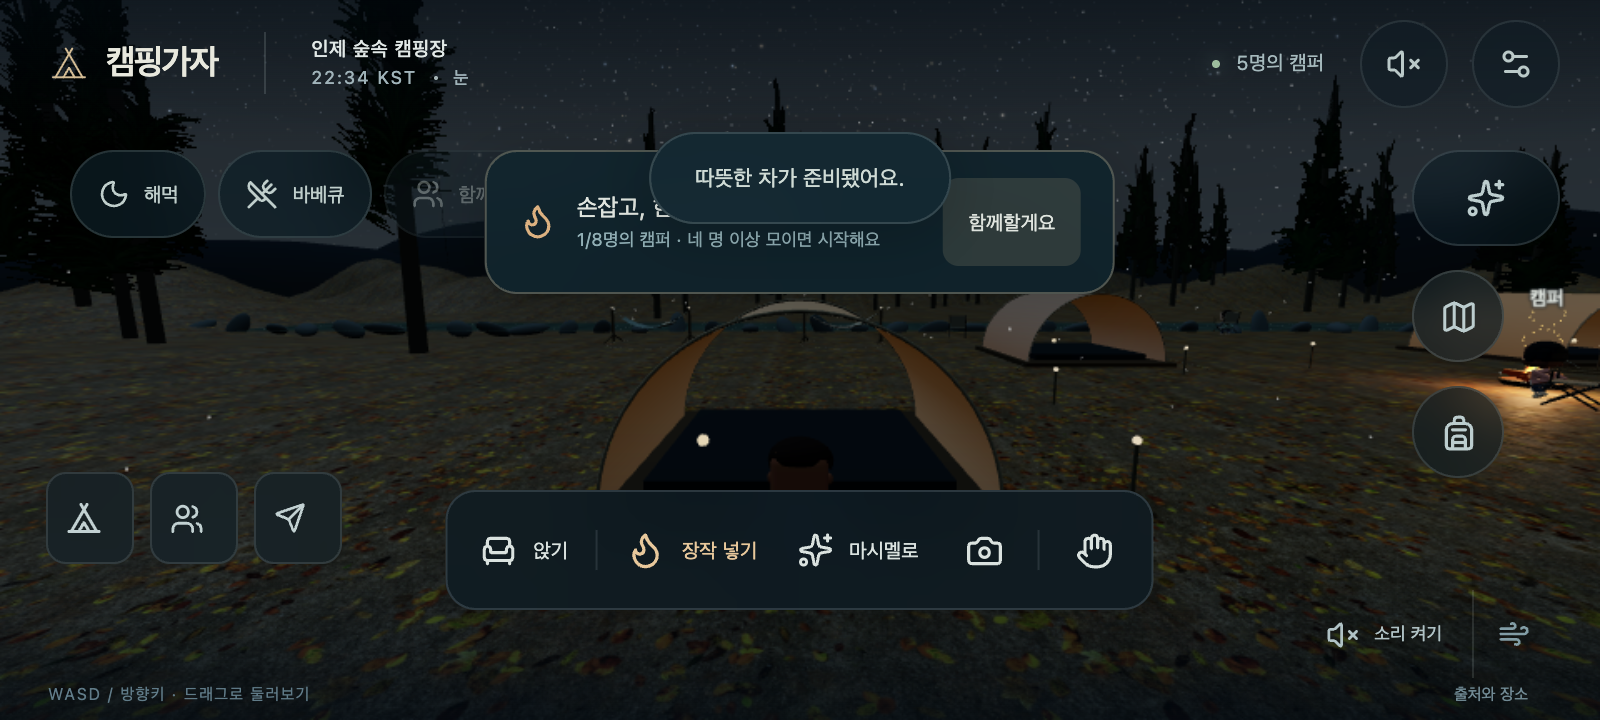 캠핑가자
인제 숲속 캠핑장
22:34 KST • 눈
5명의 캠퍼
해먹
바베큐
따뜻한 차가 준비됐어요.
손잡고,
1/8명의 캠퍼 · 네 명 이상 모이면 시작해요
함께할게요
캠퍼
앉기
장작 넣기
마시멜로
소리 켜기
WASD / 방향키 · 드래그로 둘러보기
출처와 장소